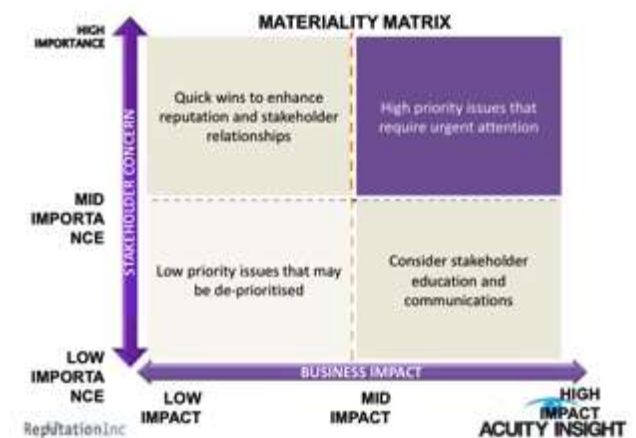 MATERIALITY MATRIX
HIGH
IMPORTANCE
Quick wins to enhance
reputation and stakeholder
relationships
High priority issues that
require urgent attention
STAKEHOLDER CONCERN
MID
IMPORTA
NCE
Low priority issues that may
be de-prioritised
Consider stakeholder
education and
communications
LOW
IMPORTA
NCE
BUSINESS IMPACT
LOW
IMPACT
MID
IMPACT
HIGH
IMPACT
ReputationInc
ACUITY INSIGHT